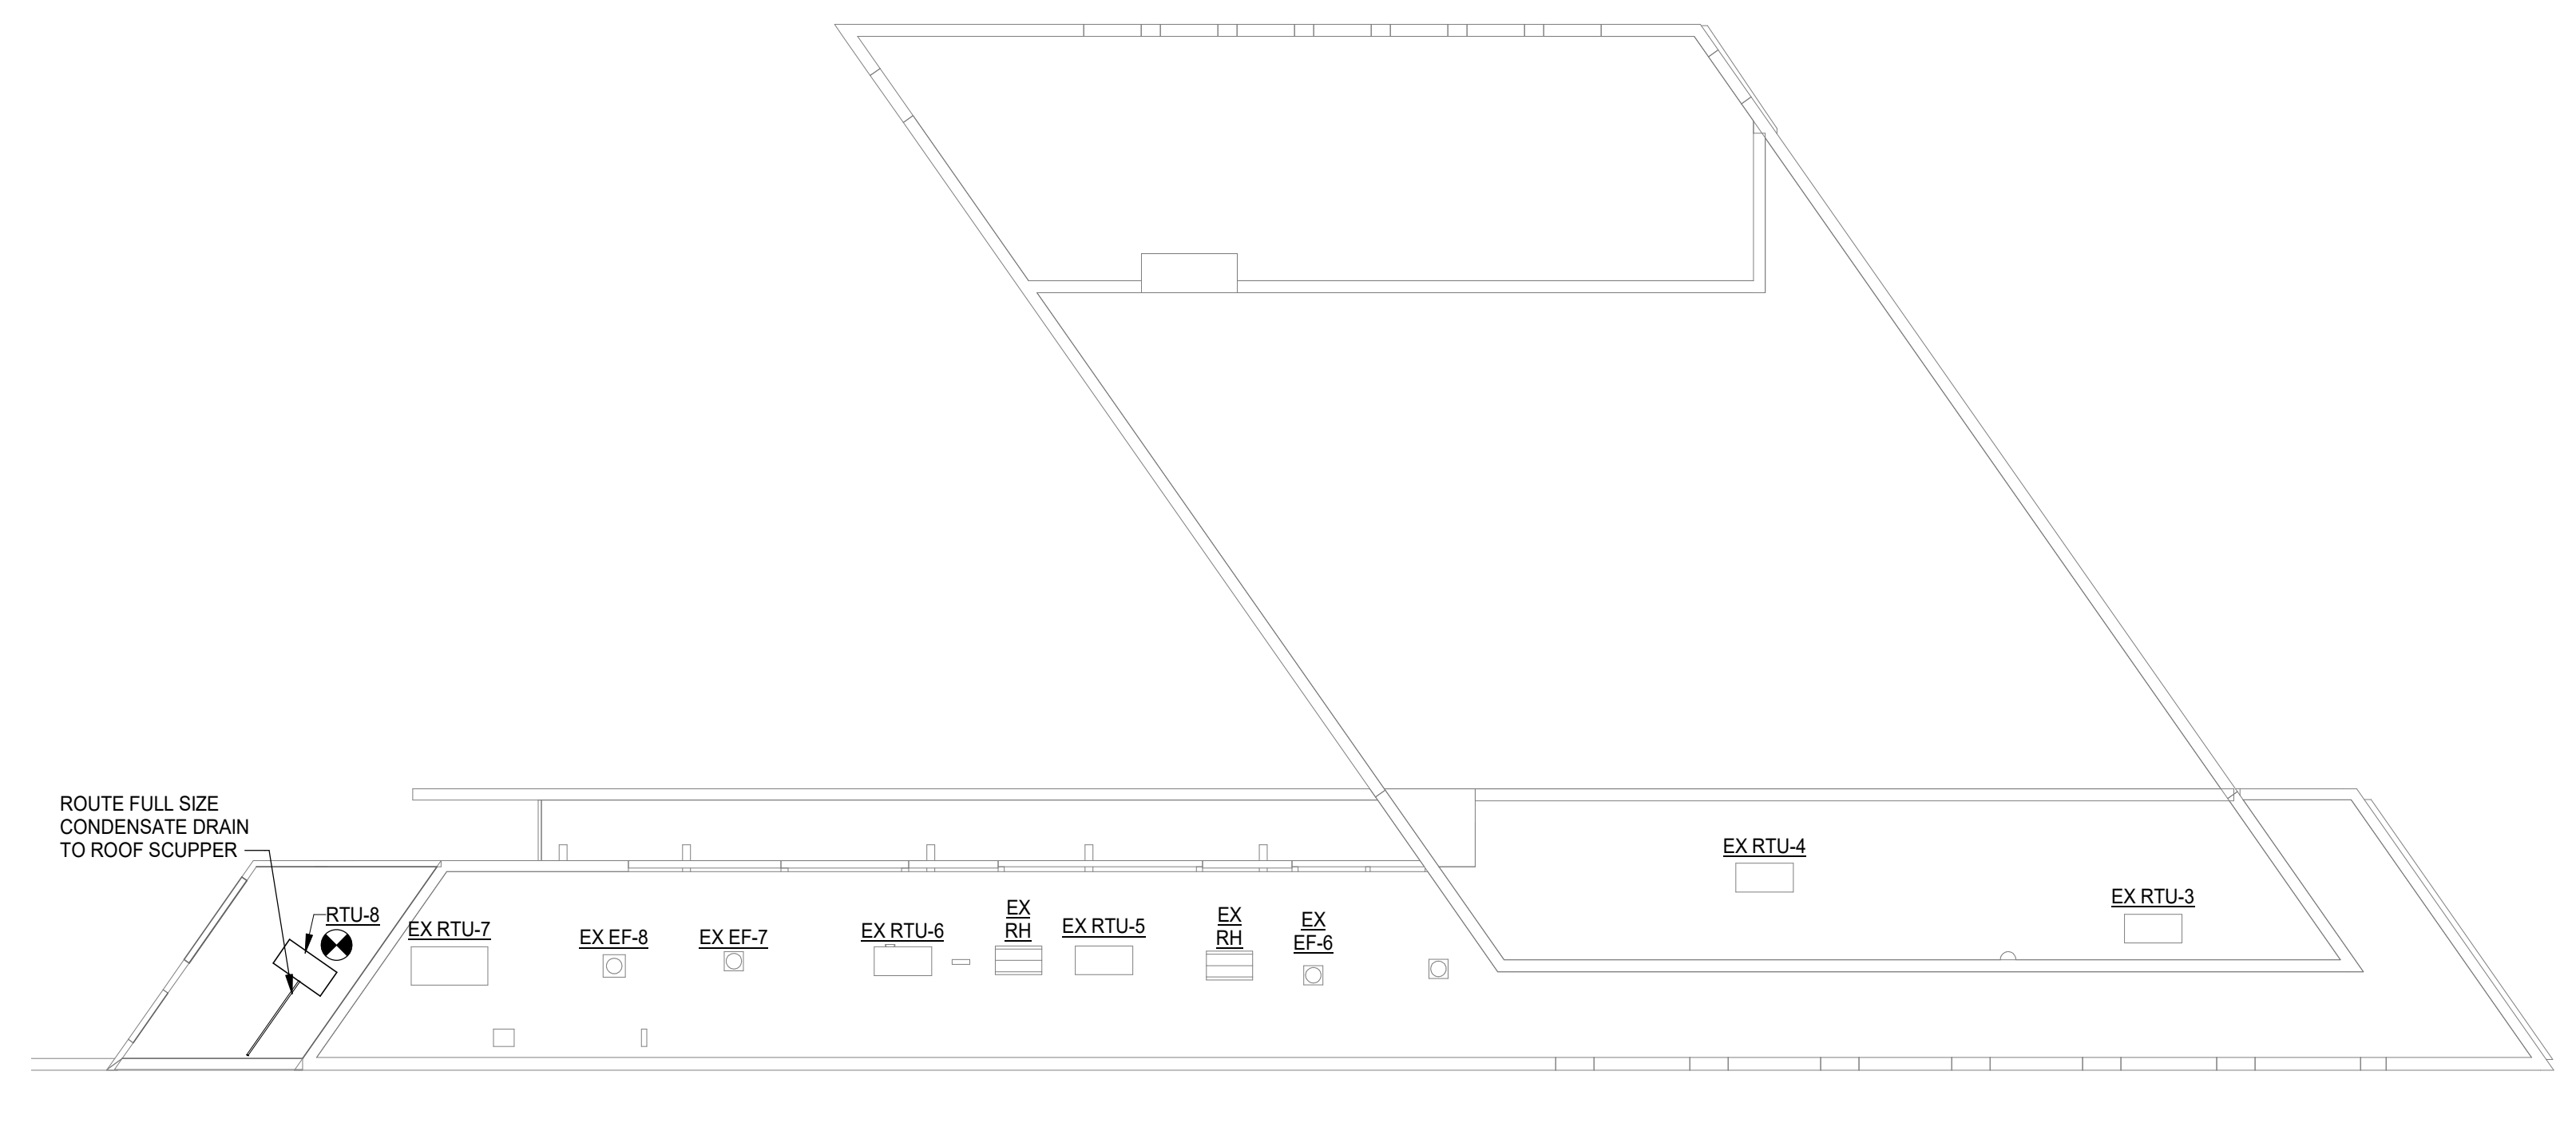 ROUTE FULL SIZE
CONDENSATE DRAIN
TO ROOF SCUPPER
RTU-8
EX RTU-7
EX EF-8
EX EF-7
EX RTU-6
EX
RH
EX RTU-5
EX
RH
EX
EF-6
EX RTU-4
EX RTU-3